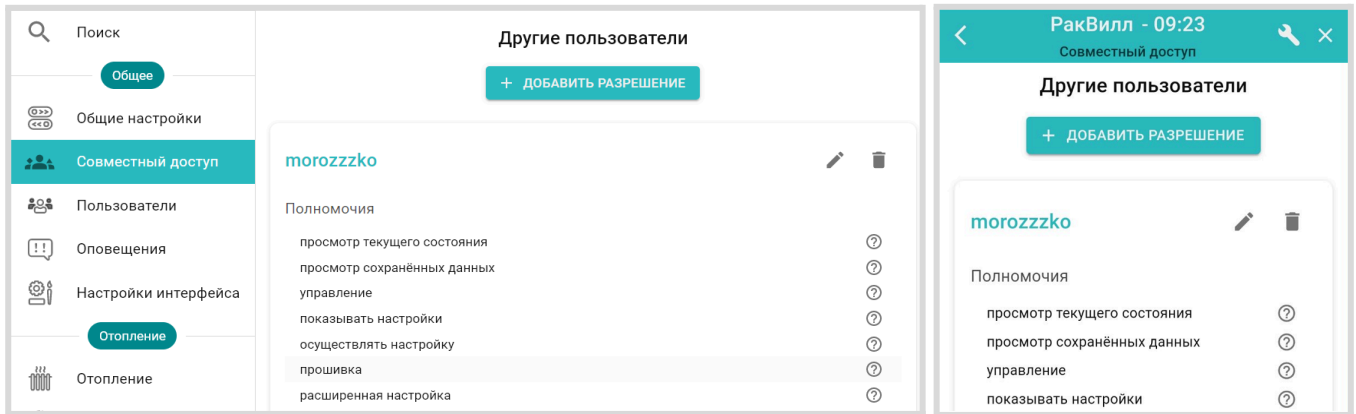 Поиск
Общее
Общие настройки
Совместный доступ
Пользователи
Оповещения
Настройки интерфейса
Отопление
Отопление
Другие пользователи
+ ДОБАВИТЬ РАЗРЕШЕНИЕ
morozzzko
Полномочия
просмотр текущего состояния
просмотр сохранённых данных
управление
показывать настройки
осуществлять настройку
прошивка
расширенная настройка
РакВилл - 09:23
Совместный доступ
Другие пользователи
+ ДОБАВИТЬ РАЗРЕШЕНИЕ
morozzzko
Полномочия
просмотр текущего состояния
просмотр сохранённых данных
управление
показывать настройки